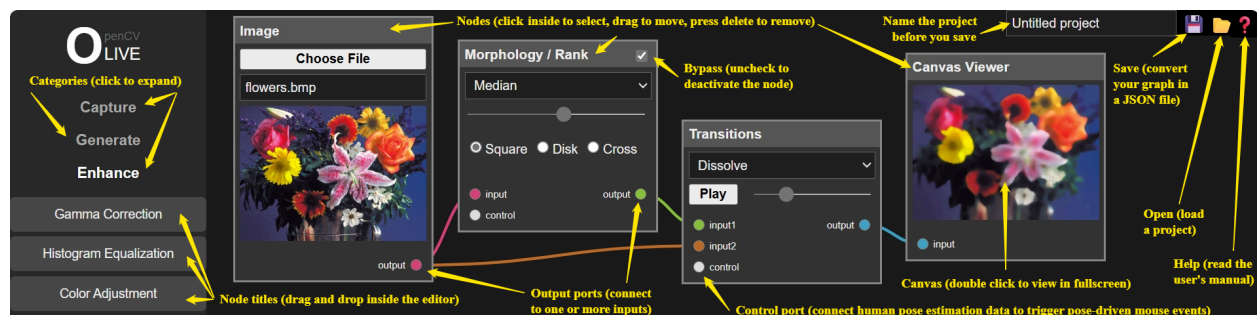 OpenCV
OLIVE
Categories (click to expand)
Capture
Generate
Enhance
Gamma Correction
Histogram Equalization
Color Adjustment
Node titles (drag and drop inside the editor)
Image
Choose File
flowers.bmp
output
Nodes (click inside to select, drag to move, press delete to remove)
Morphology / Rank
Median
Square
Disk
Cross
input
output
control
Bypass (uncheck to
deactivate the node)
Output ports (connect
to one or more inputs)
Transitions
Dissolve
Play
input1
output
input2
control
Control port (connect human pose estimation data to trigger pose-driven mouse events)
Canvas Viewer
input
Canvas (double click to view in fullscreen)
Name the project
before you save
Untitled project
?
Save (convert
your graph in
a JSON file)
Open (load
a project)
Help (read the
user's manual)